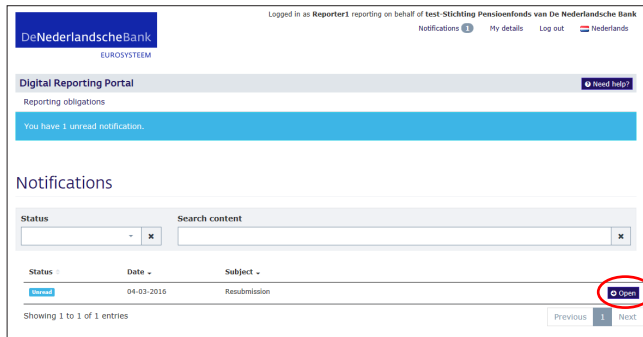 Logged in as Reporter1 reporting on behalf of test-Stichting Pensioenfonds van De Nederlandsche Bank
Notifications 1 My details Log out Nederlands
DeNederlandscheBank
EUROSYSTEEM
Digital Reporting Portal Need help?
Reporting obligations
You have 1 unread notification.
Notifications
Status Search content
Status Date Subject
Unread 04-03-2016 Resubmission Open
Showing 1 to 1 of 1 entries Previous 1 Next